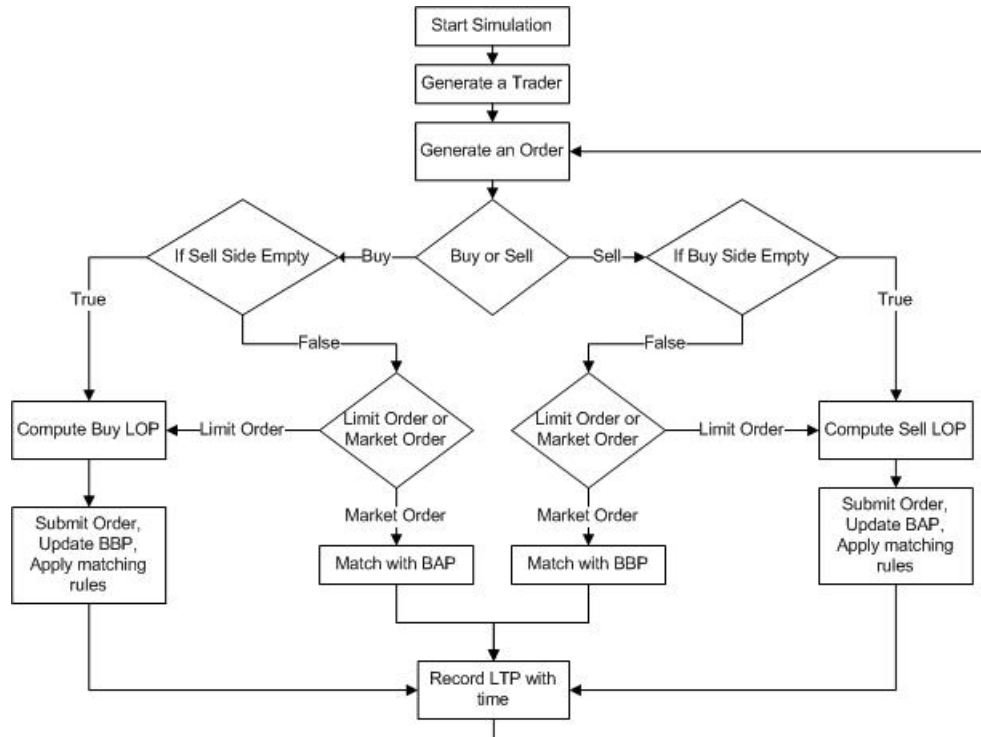 Start Simulation
Generate a Trader
Generate an Order
If Sell Side Empty
Buy
Buy or Sell
Sell
If Buy Side Empty
True
True
False
False
Compute Buy LOP
Limit Order
Limit Order or
Market Order
Limit Order or
Market Order
Limit Order
Compute Sell LOP
Market Order
Market Order
Submit Order,
Update BBP,
Apply matching
rules
Match with BAP
Match with BBP
Submit Order,
Update BAP,
Apply matching
rules
Record LTP with
time